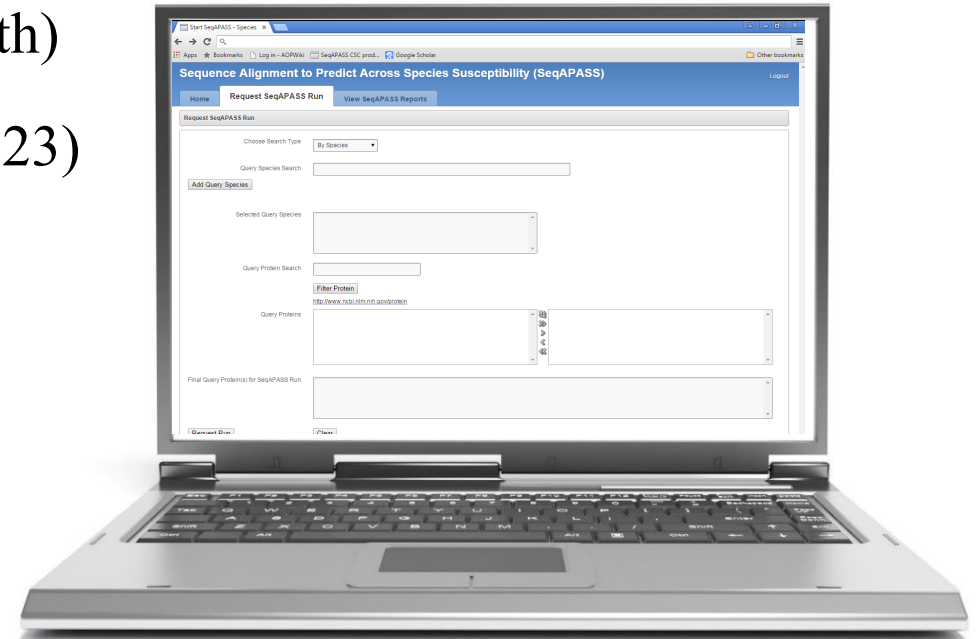 th)
23)
Start SeqAPASS - Species
Apps Bookmarks Log in - AOPWiki SeqAPASS CSC prod... Google Scholar Other bookmarks
Sequence Alignment to Predict Across Species Susceptibility (SeqAPASS)
Logout
Home Request SeqAPASS Run View SeqAPASS Reports
Request SeqAPASS Run
Choose Search Type By Species
Query Species Search
Add Query Species
Selected Query Species
Query Protein Search
Filter Protein
http://www.ncbi.nlm.nih.gov/protein
Query Proteins
Final Query Protein(s) for SeqAPASS Run
Request Run Clear